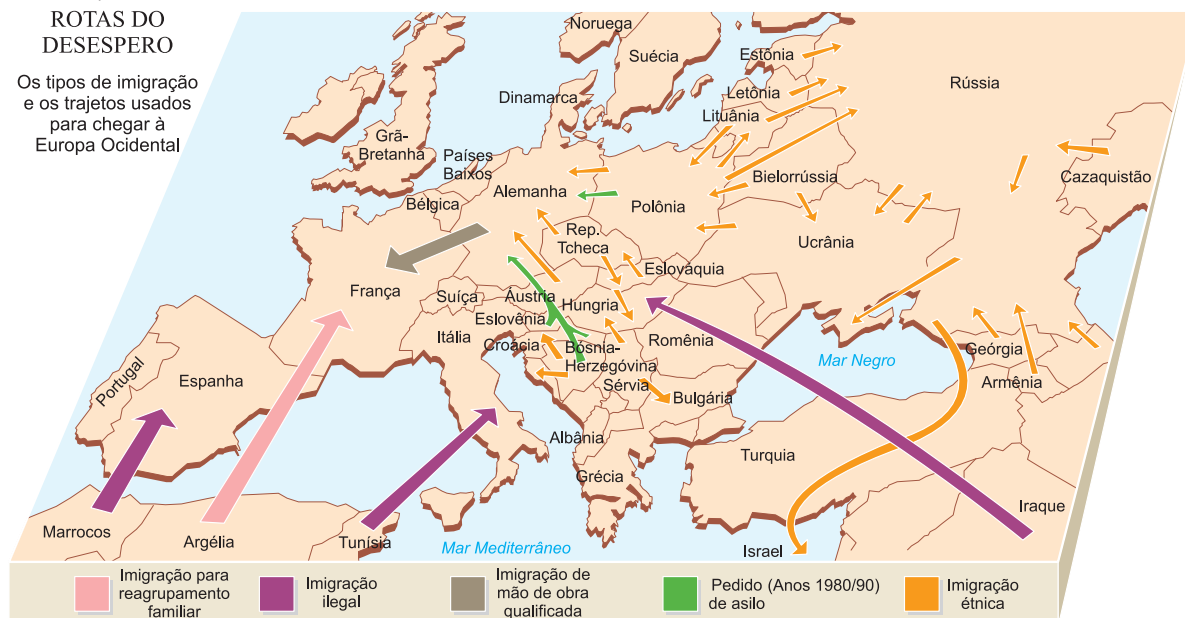 ROTAS DO
DESESPERO
Os tipos de imigração
e os trajetos usados
para chegar à
Europa Ocidental
Noruega
Suécia
Estônia
Letônia
Lituânia
Rússia
Dinamarca
Grã-
Bretanha
Países
Baixos
Bélgica
Alemanha
Polônia
Bielorrússia
Cazaquistão
Ucrânia
Rep.
Tcheca
Eslováquia
França
Suíça
Áustria
Hungria
Eslovênia
Itália
Croácia
Bósnia-
Herzegóvina
Romênia
Sérvia
Bulgária
Mar Negro
Geórgia
Armênia
Portugal
Espanha
Albânia
Grécia
Turquia
Iraque
Israel
Marrocos
Argélia
Tunísia
Mar Mediterrâneo
Imigração para
reagrupamento
familiar
Imigração
ilegal
Imigração de
mão de obra
qualificada
Pedido (Anos 1980/90)
de asilo
Imigração
étnica